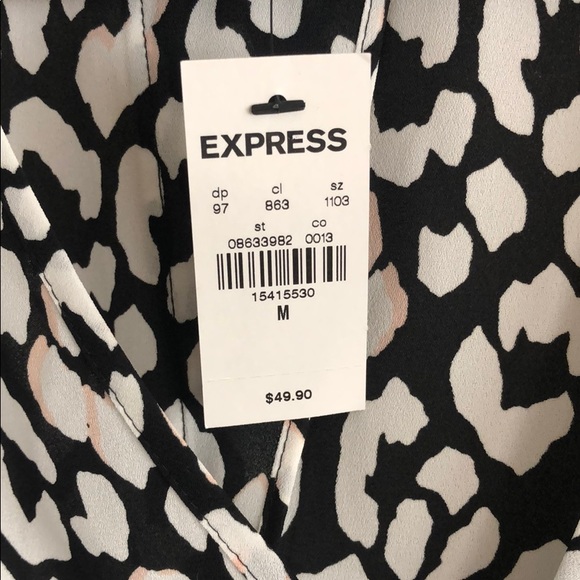 EXPRESS
dp cl sz
97 863 1103
st co
08633982 0013
15415530
M
$49.90